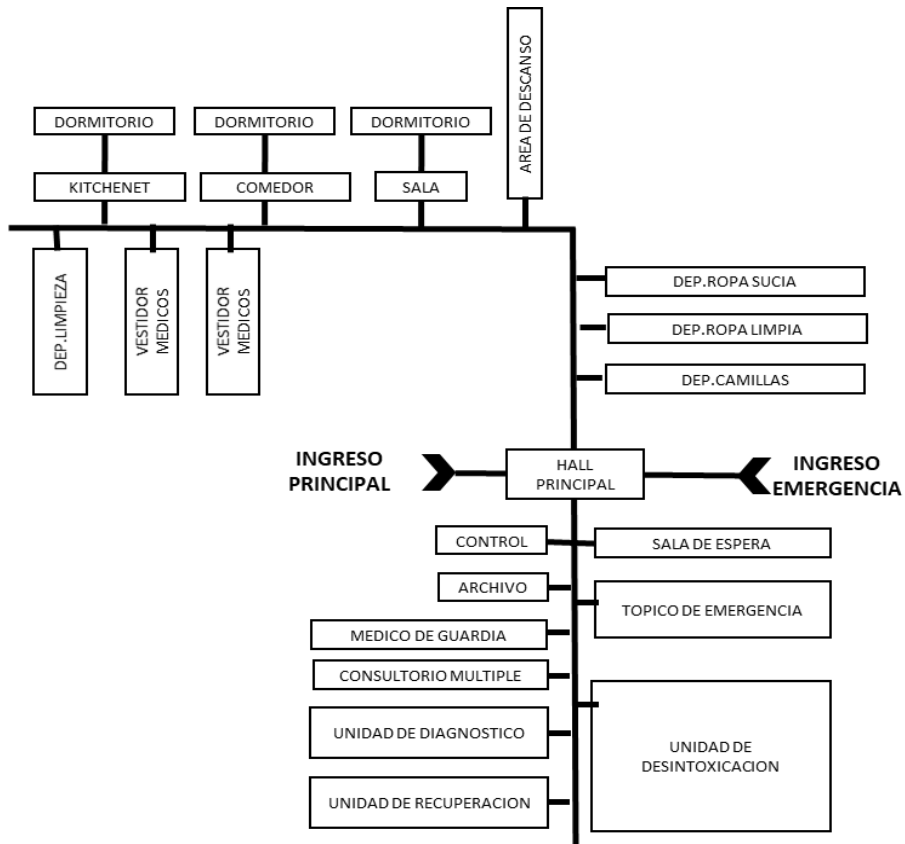 AREA DE DESCANSO
DORMITORIO
DORMITORIO
DORMITORIO
KITCHENET
COMEDOR
SALA
DEP.LIMPIEZA
VESTIDOR
MEDICOS
VESTIDOR
MEDICOS
DEP.ROPA SUCIA
DEP.ROPA LIMPIA
DEP.CAMILLAS
INGRESO
PRINCIPAL
HALL
PRINCIPAL
INGRESO
EMERGENCIA
CONTROL
SALA DE ESPERA
ARCHIVO
TOPICO DE EMERGENCIA
MEDICO DE GUARDIA
CONSULTORIO MULTIPLE
UNIDAD DE DIAGNOSTICO
UNIDAD DE
DESINTOXICACION
UNIDAD DE RECUPERACION